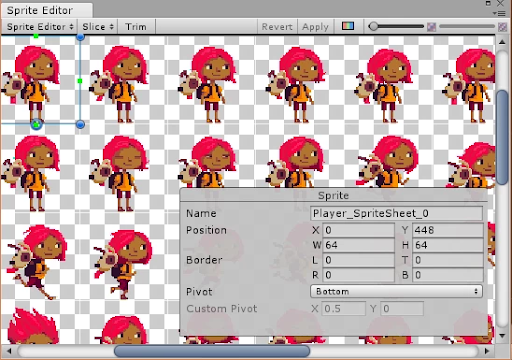 Sprite Editor
Sprite Editor Slice Trim Revert Apply
Sprite
Name Player_SpriteSheet_0
Position X 0 Y 448
W 64 H 64
Border L 0 T 0
R 0 B 0
Pivot Bottom
Custom Pivot X 0.5 Y 0